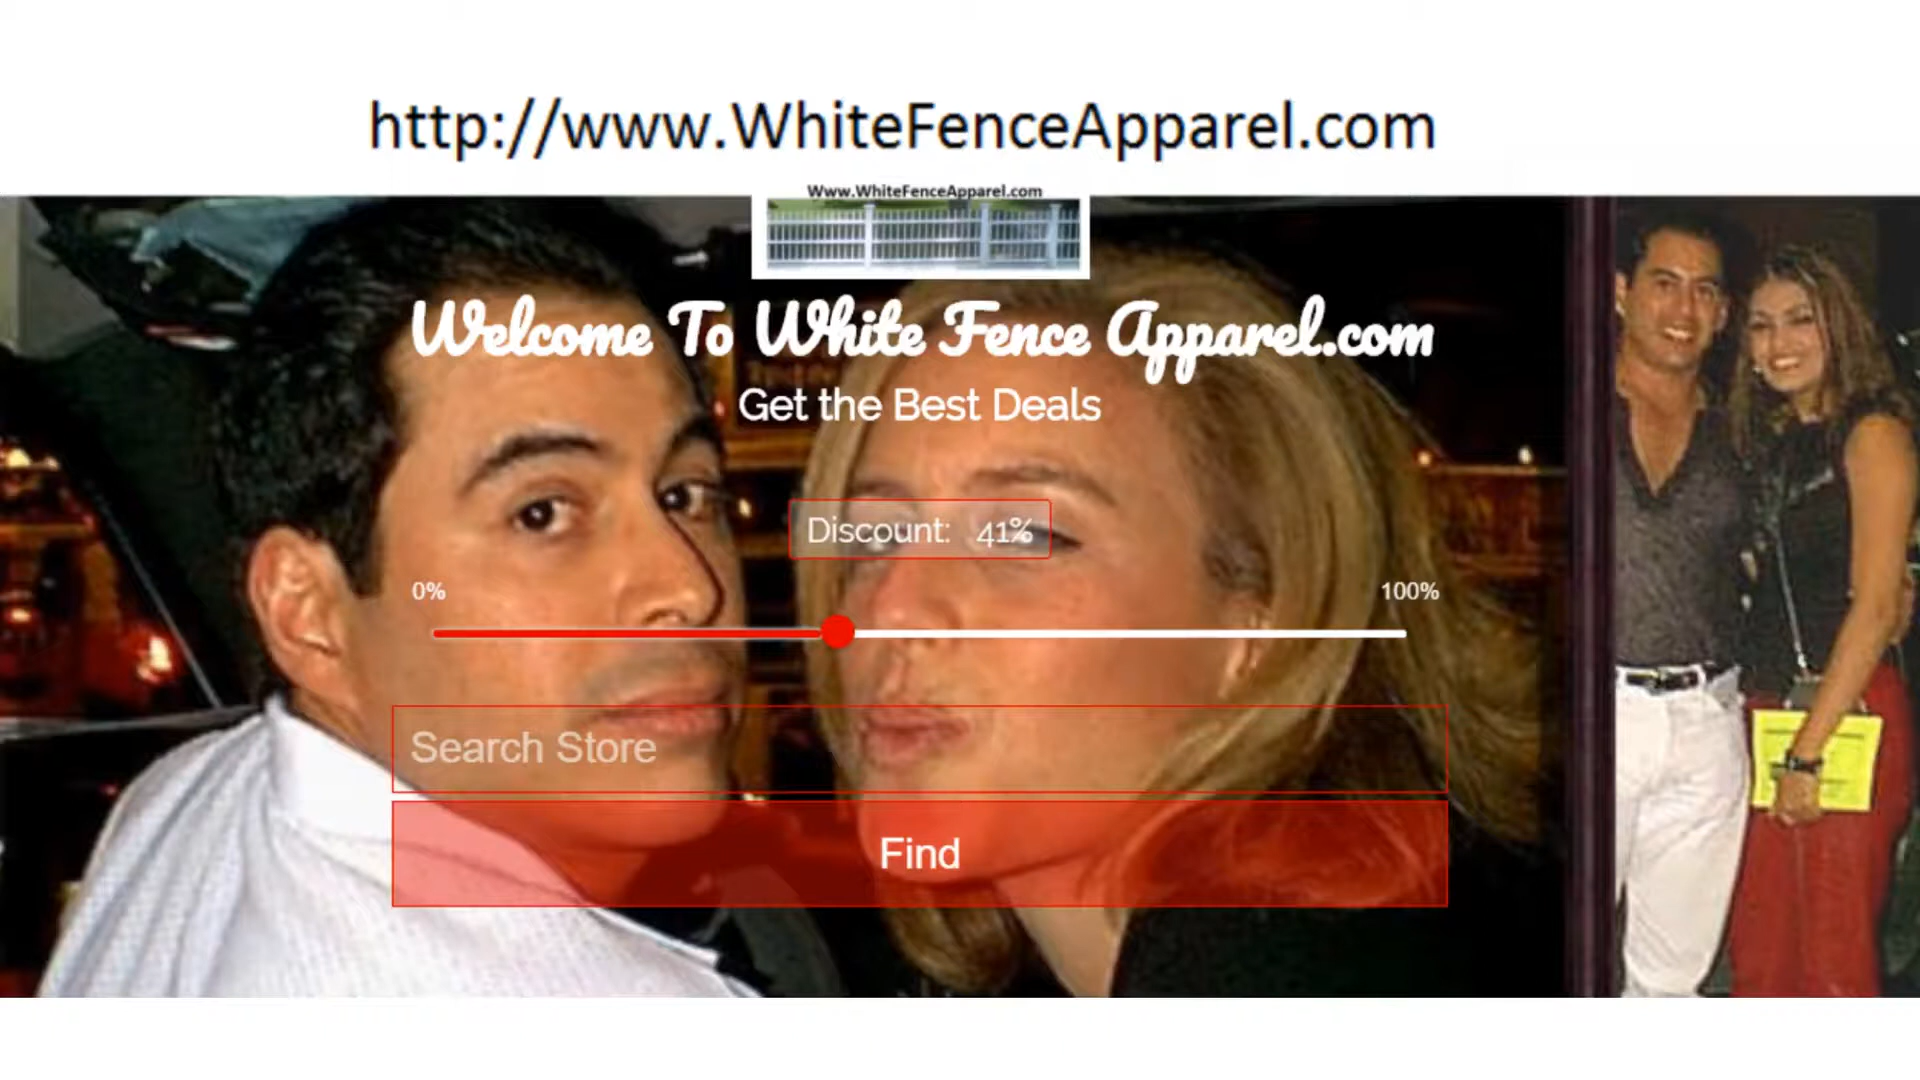 http://www.WhiteFenceApparel.com
Www.WhiteFenceApparel.com
Welcome To White Fence Apparel.com
Get the Best Deals
Discount: 41%
0%
100%
Search Store
Find